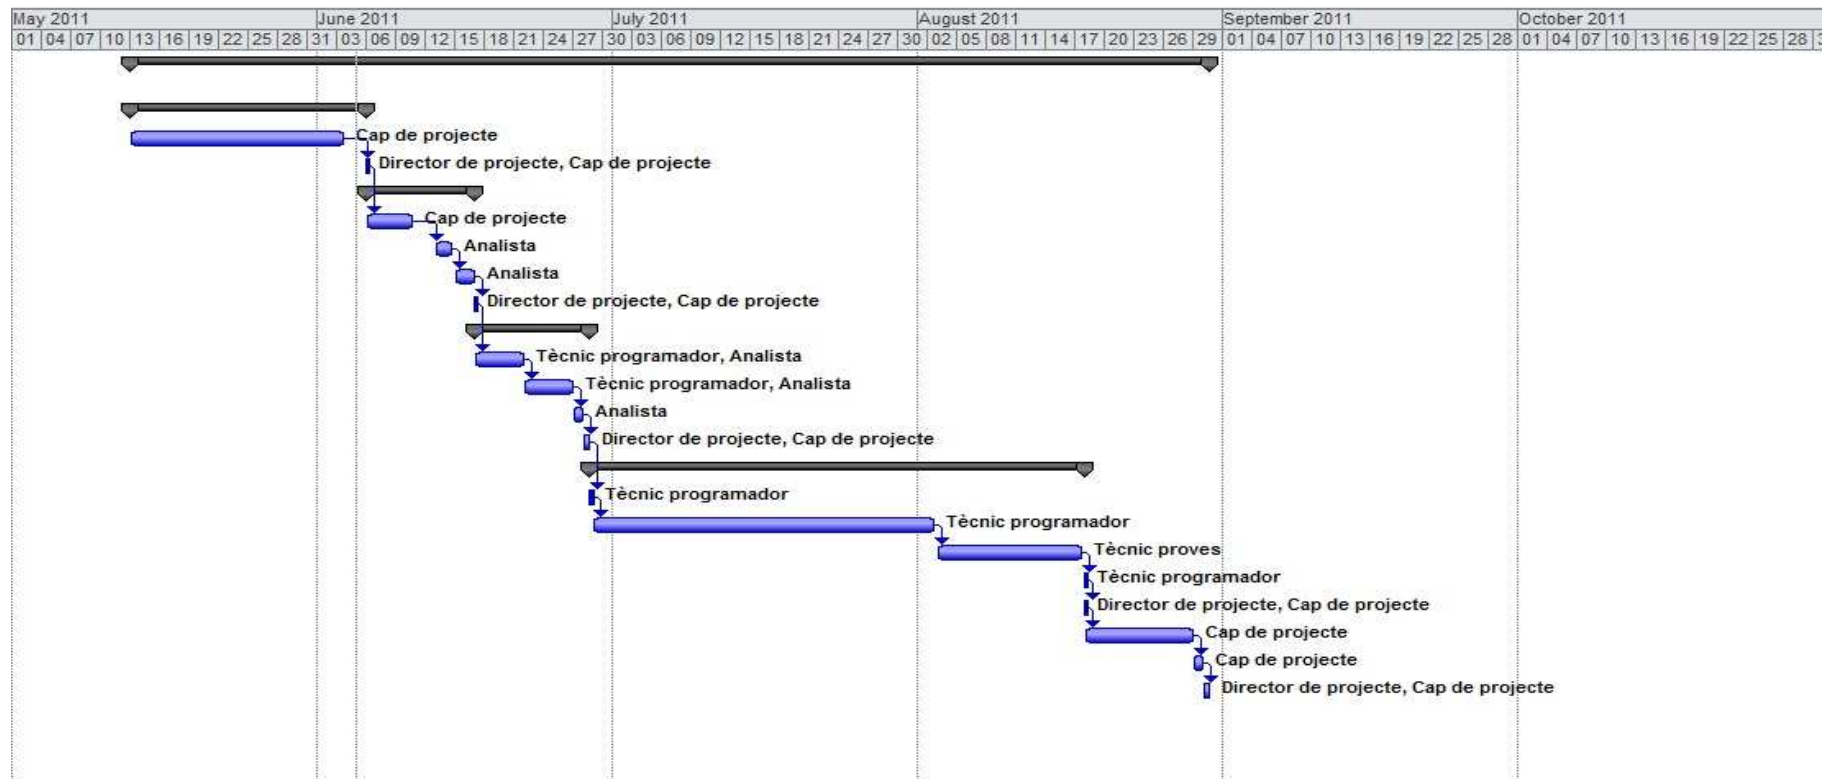 May 2011 June 2011 July 2011 August 2011 September 2011 October 2011
01 04 07 10 13 16 19 22 25 28 31 03 06 09 12 15 18 21 24 27 30 03 06 09 12 15 18 21 24 27 30 02 05 08 11 14 17 20 23 26 29 01 04 07 10 13 16 19 22 25 28 01 04 07 10 13 16 19 22 25 28
Cap de projecte
Director de projecte, Cap de projecte
Cap de projecte
Analista
Analista
Director de projecte, Cap de projecte
Tècnic programador, Analista
Tècnic programador, Analista
Analista
Director de projecte, Cap de projecte
Tècnic programador
Tècnic programador
Tècnic proves
Tècnic programador
Director de projecte, Cap de projecte
Cap de projecte
Cap de projecte
Director de projecte, Cap de projecte